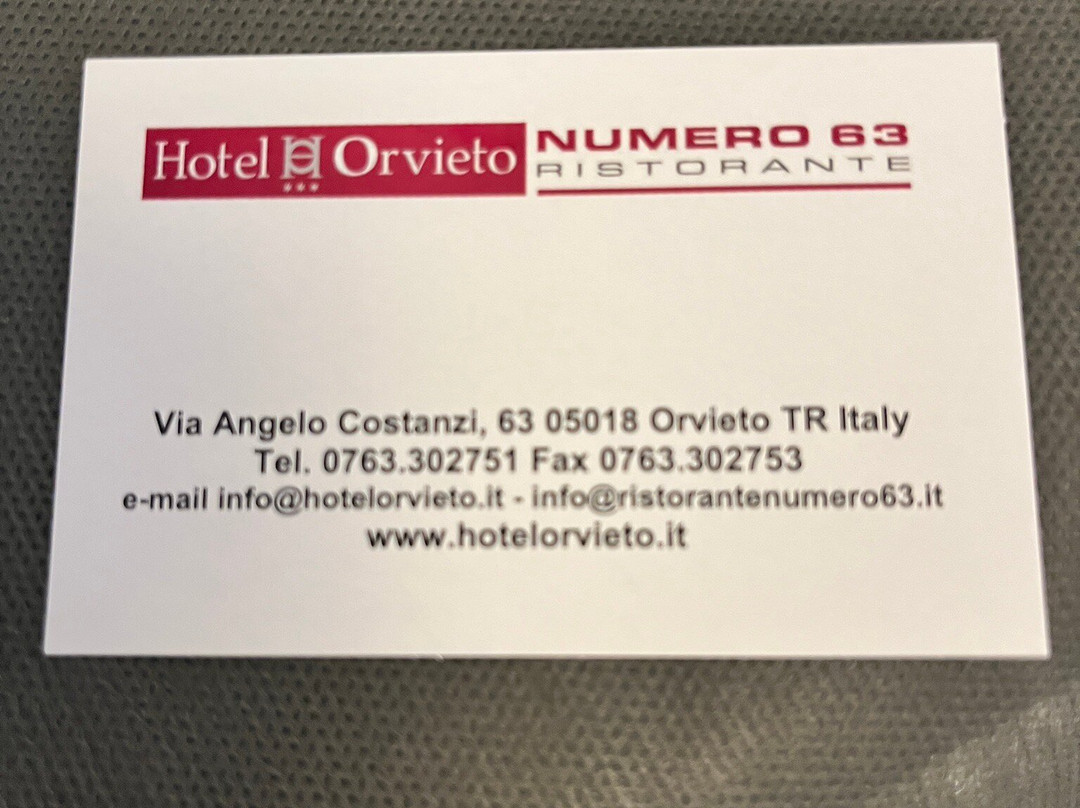 Hotel Orvieto
***
NUMERO 63
RISTORANTE
Via Angelo Costanzi, 63 05018 Orvieto TR Italy
Tel. 0763.302751 Fax 0763.302753
e-mail info@hotelorvieto.it - info@ristorantenumero63.it
www.hotelorvieto.it